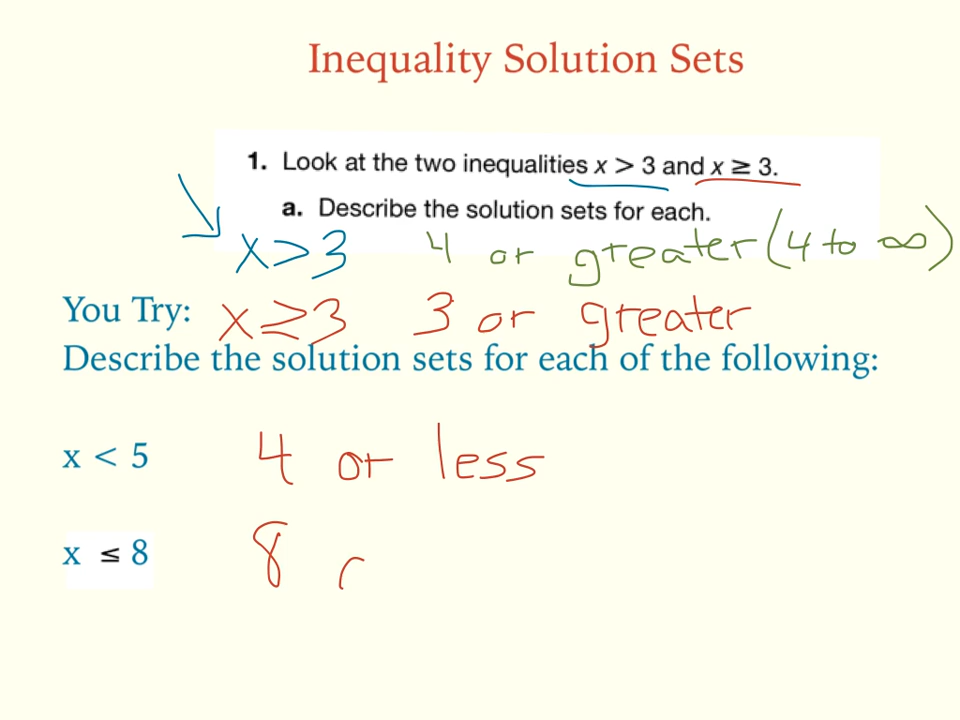 Inequality Solution Sets
1. Look at the two inequalities x > 3 and x ≥ 3.
a. Describe the solution sets for each.
x > 3 4 or greater (4 to ∞)
You Try: x ≥ 3 3 or greater
Describe the solution sets for each of the following:
x < 5 4 or less
x ≤ 8 8